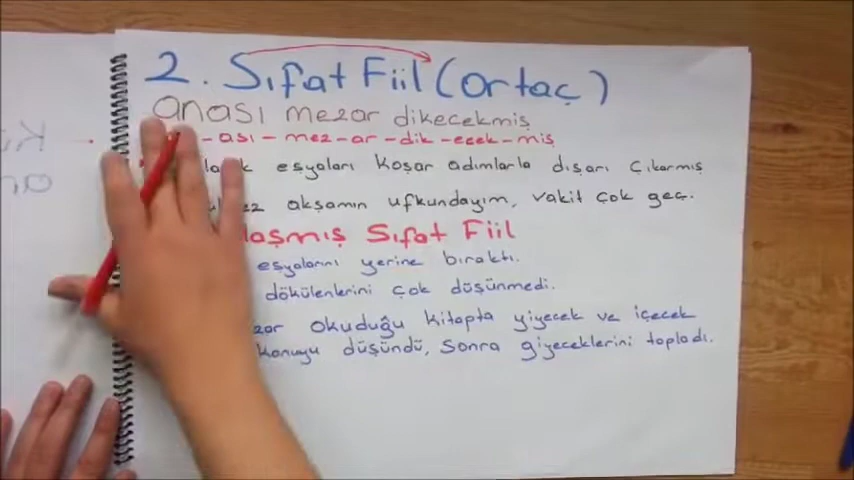 2. Sıfat Fiil (ortaç)
anası mezar dikecekmiş
-ası - mez-ar-dik-ecek-miş
eşyaları koşar adımlarla dışarı çıkarmış
akşamın ufkundayım, vakit çok geç.
Sıfat Fiil
eşyalarını yerine bıraktı.
dökülenlerini çok düşünmedi.
okuduğu kitapta yiyecek ve içecek
konuyu düşündü, sonra giyeceklerini topladı.